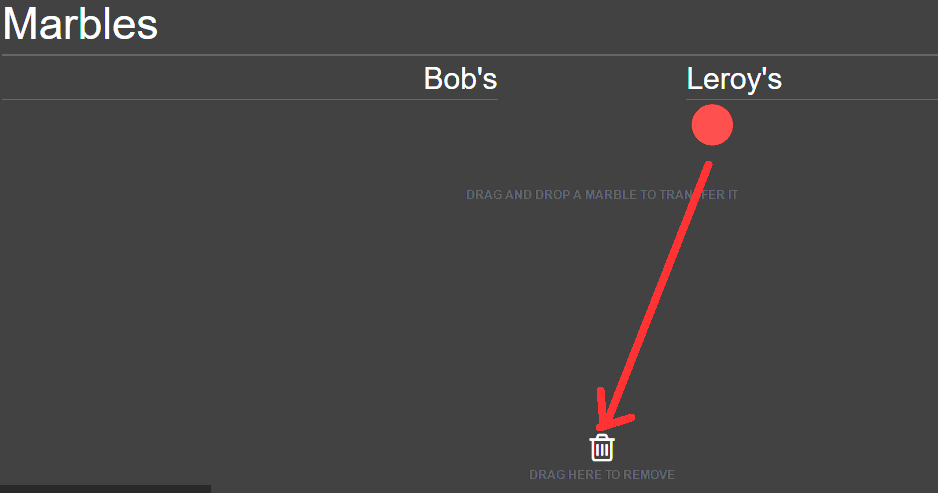 Marbles
Bob's
Leroy's
DRAG AND DROP A MARBLE TO TRANSFER IT
DRAG HERE TO REMOVE